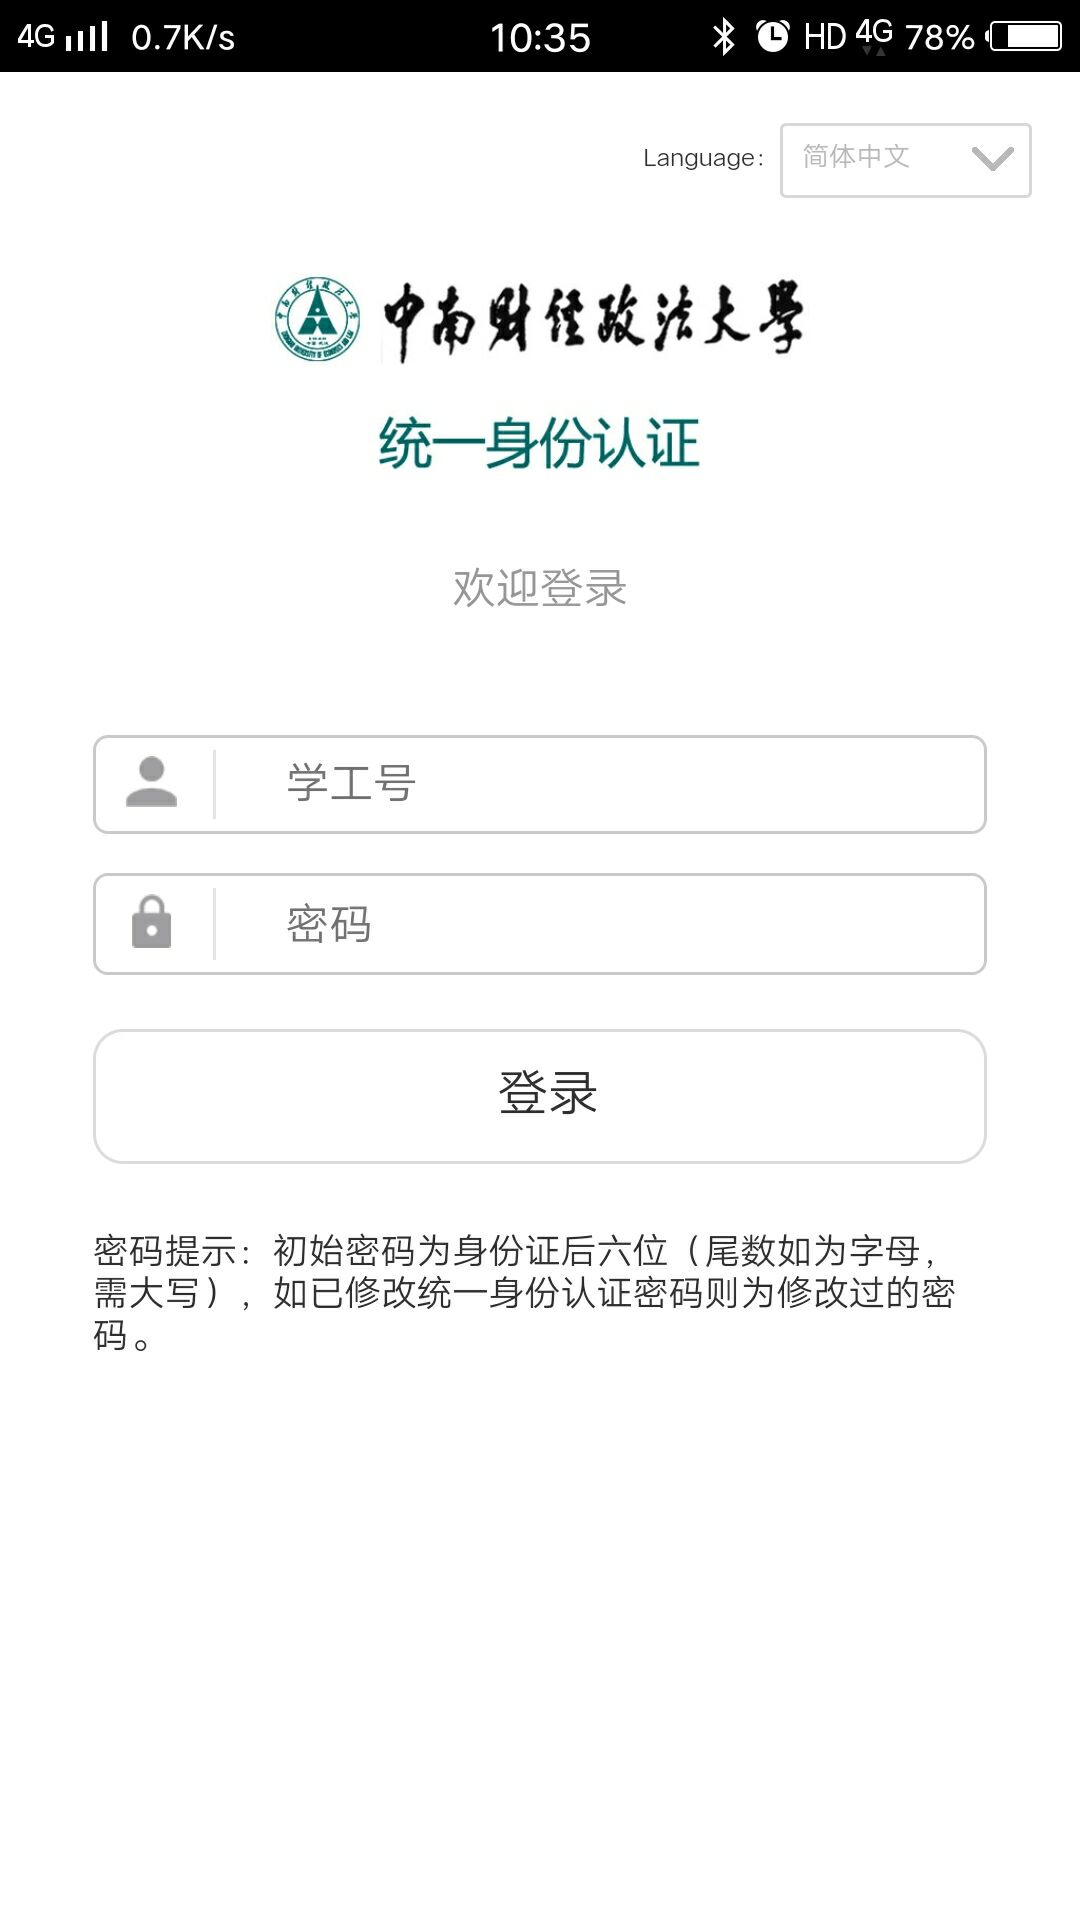 4G 0.7K/s 10:35 HD 4G 78%
Language: 简体中文
中南财经政法大學
统一身份认证
欢迎登录
学工号
密码
登录
密码提示：初始密码为身份证后六位（尾数如为字母，
需大写），如已修改统一身份认证密码则为修改过的密
码。